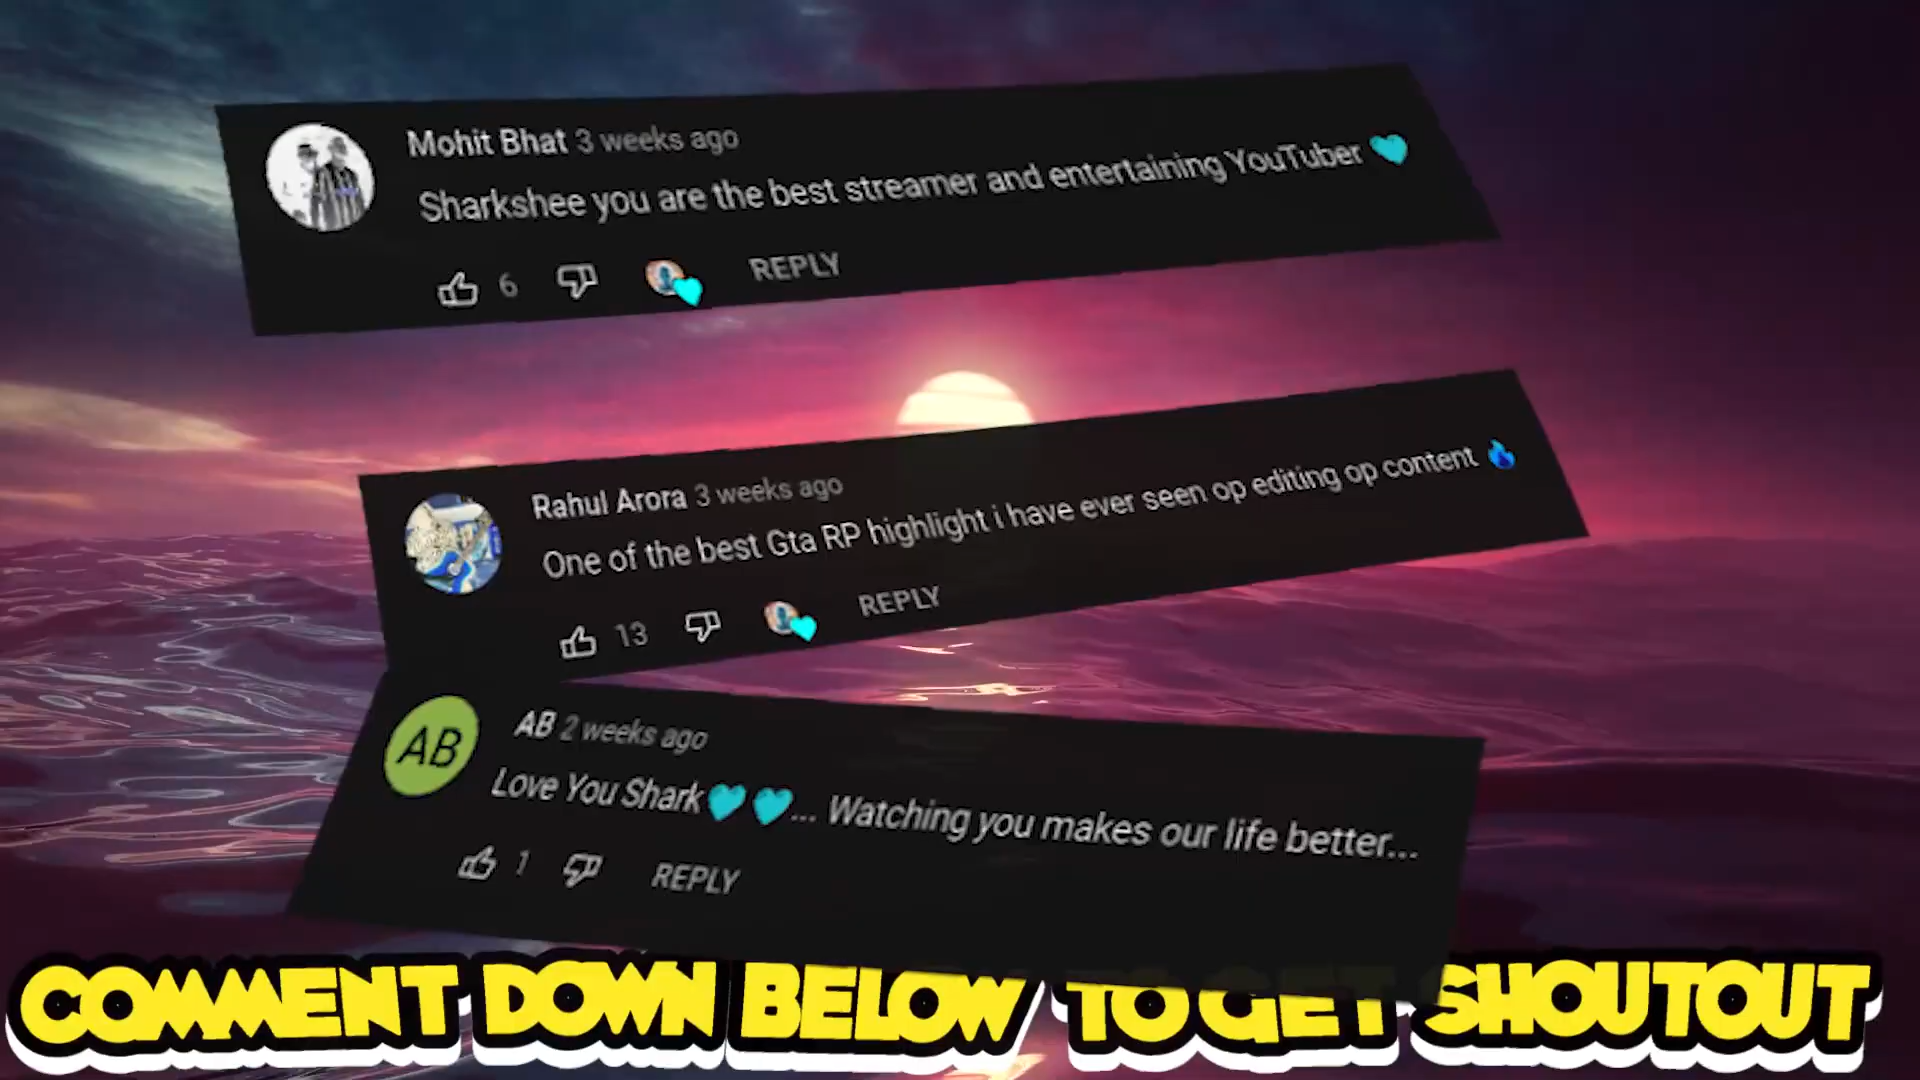 Mohit Bhat 3 weeks ago
Sharkshee you are the best streamer and entertaining YouTuber 🩵
6 REPLY
Rahul Arora 3 weeks ago
One of the best Gta RP highlight i have ever seen op editing op content
13 REPLY
AB
AB 2 weeks ago
Love You Shark🩵🩵... Watching you makes our life better...
1 REPLY
COMMENT DOWN BELOW TO GET SHOUTOUT